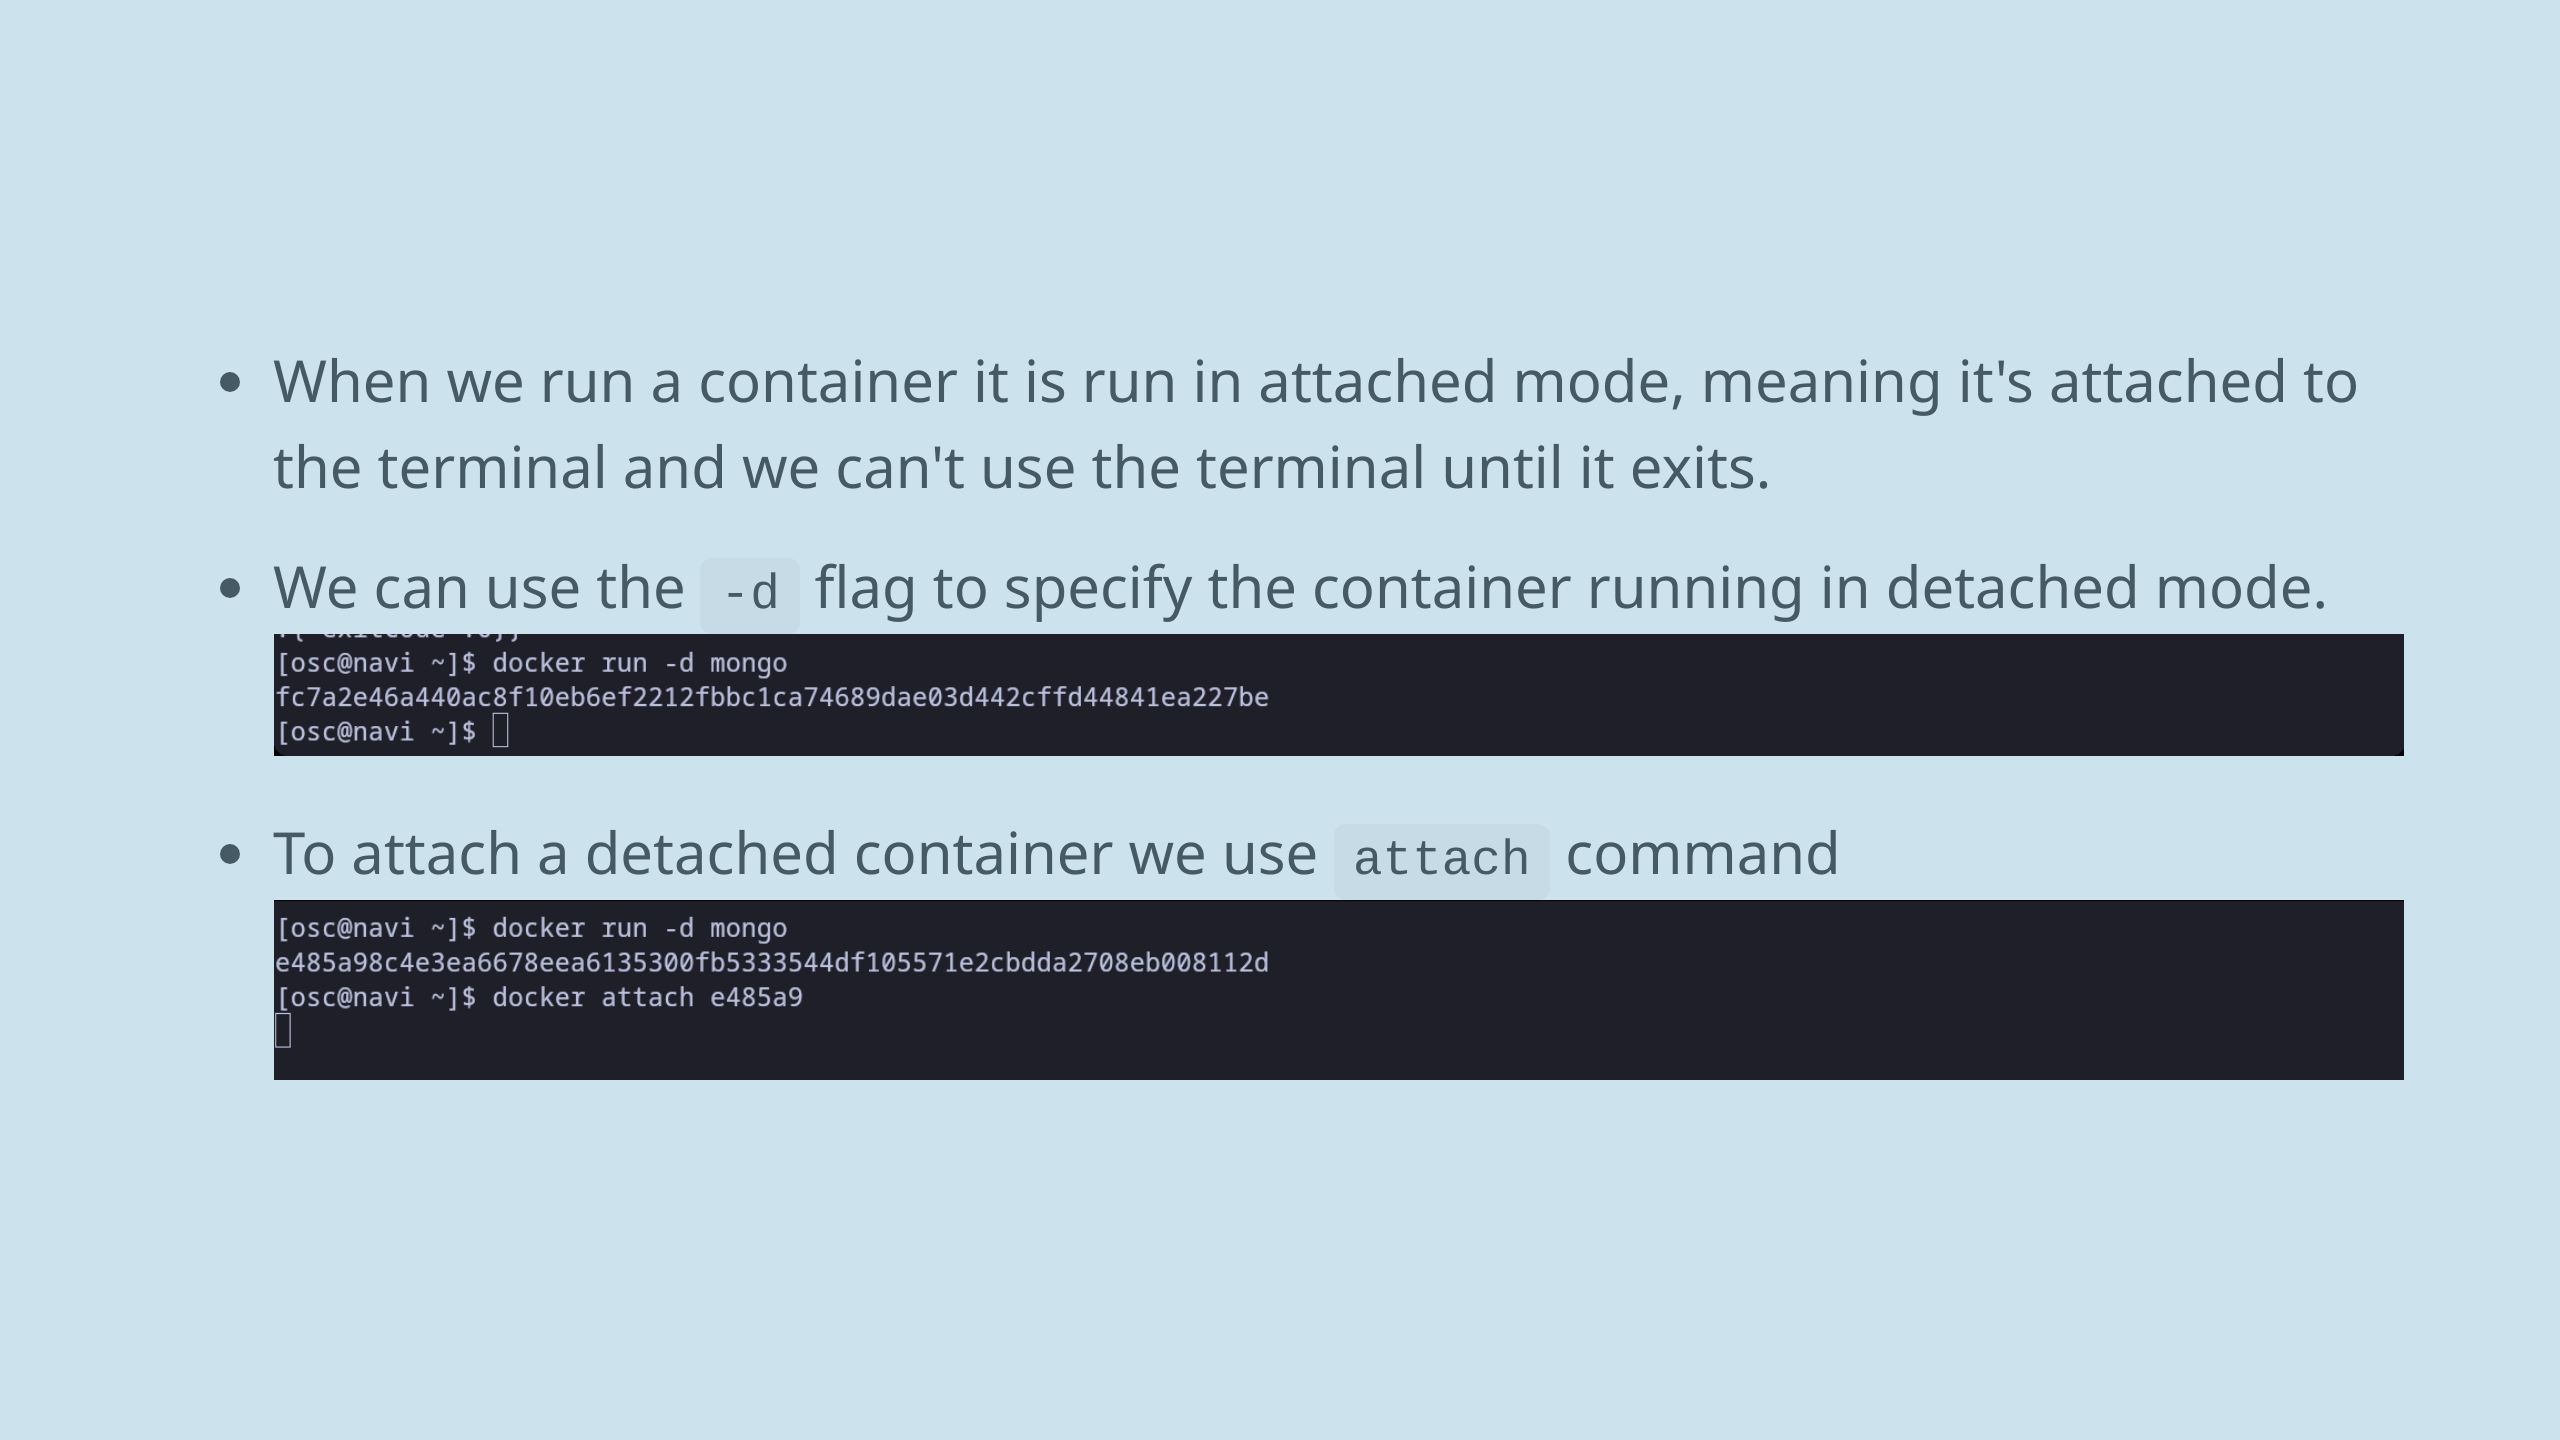 When we run a container it is run in attached mode, meaning it's attached to
the terminal and we can't use the terminal until it exits.
We can use the -d flag to specify the container running in detached mode.
[osc@navi ~]$ docker run -d mongo
fc7a2e46a440ac8f10eb6ef2212fbbc1ca74689dae03d442cffd44841ea227be
[osc@navi ~]$
To attach a detached container we use attach command
[osc@navi ~]$ docker run -d mongo
e485a98c4e3ea6678eea6135300fb5333544df105571e2cbdda2708eb008112d
[osc@navi ~]$ docker attach e485a9